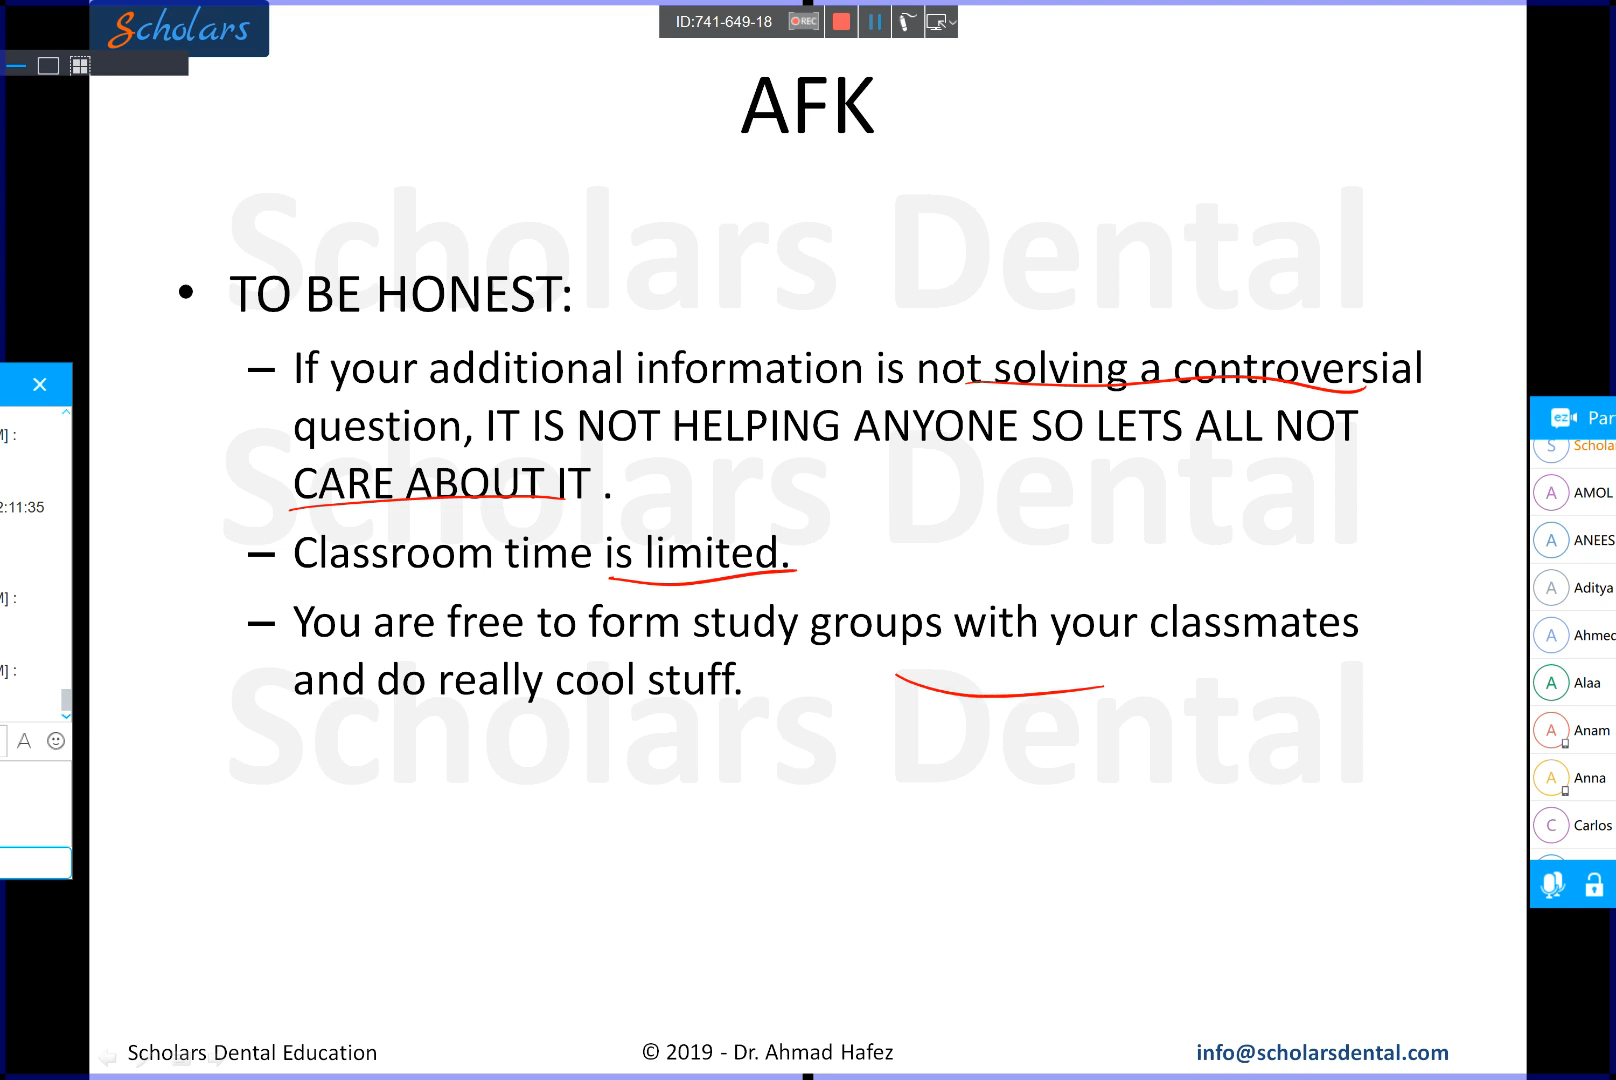 Scholars
ID:741-649-18
REC
AFK
Scholars Dental
• TO BE HONEST:
– If your additional information is not solving a controversial
question, IT IS NOT HELPING ANYONE SO LETS ALL NOT
CARE ABOUT IT .
Scholars Dental
– Classroom time is limited.
– You are free to form study groups with your classmates
and do really cool stuff.
Scholars Dental
M] :
2:11:35
M] :
M] :
A
ez Par
S Schola
A AMOL
A ANEES
A Aditya
A Ahmed
A Alaa
A Anam
A Anna
C Carlos
Scholars Dental Education
© 2019 - Dr. Ahmad Hafez
info@scholarsdental.com